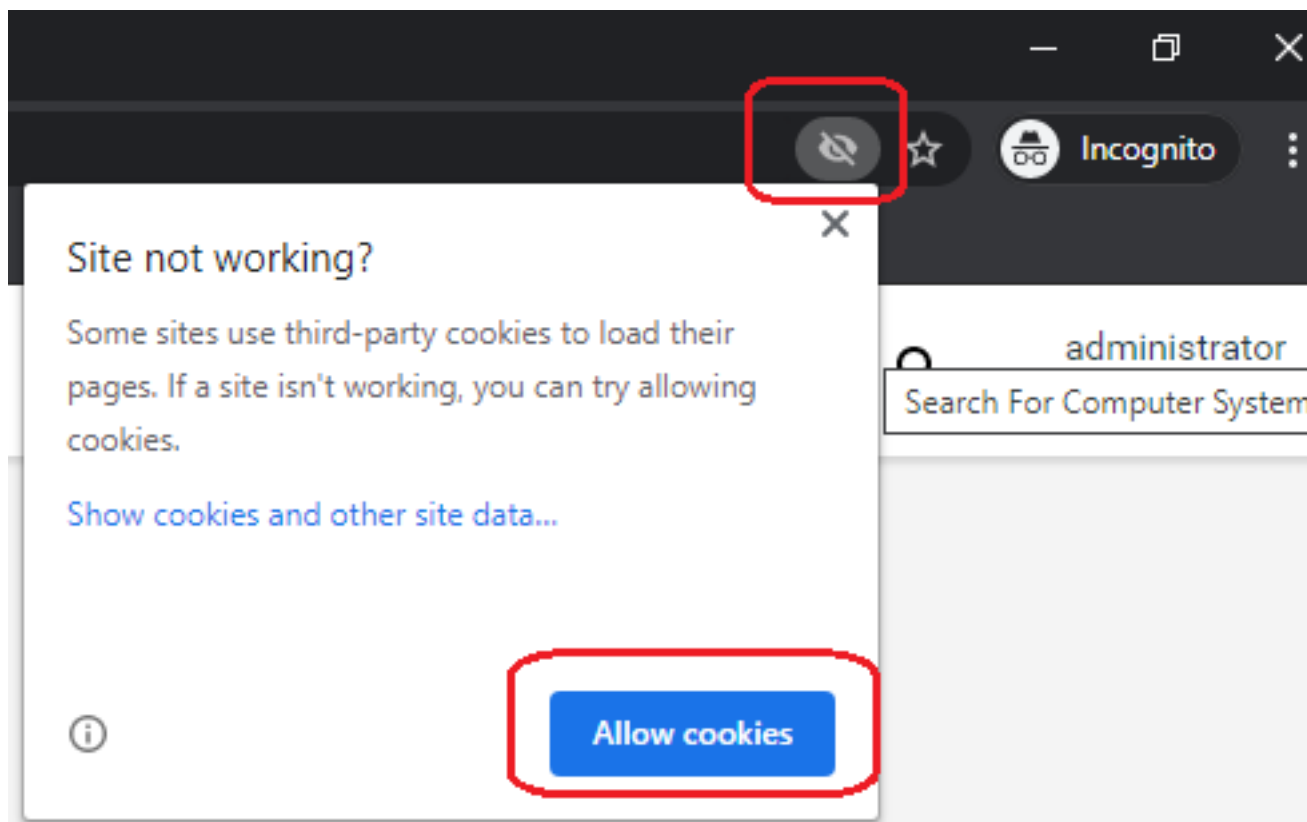 Incognito
Site not working?
Some sites use third-party cookies to load their
pages. If a site isn't working, you can try allowing
cookies.
Show cookies and other site data...
Allow cookies
administrator
Search For Computer System